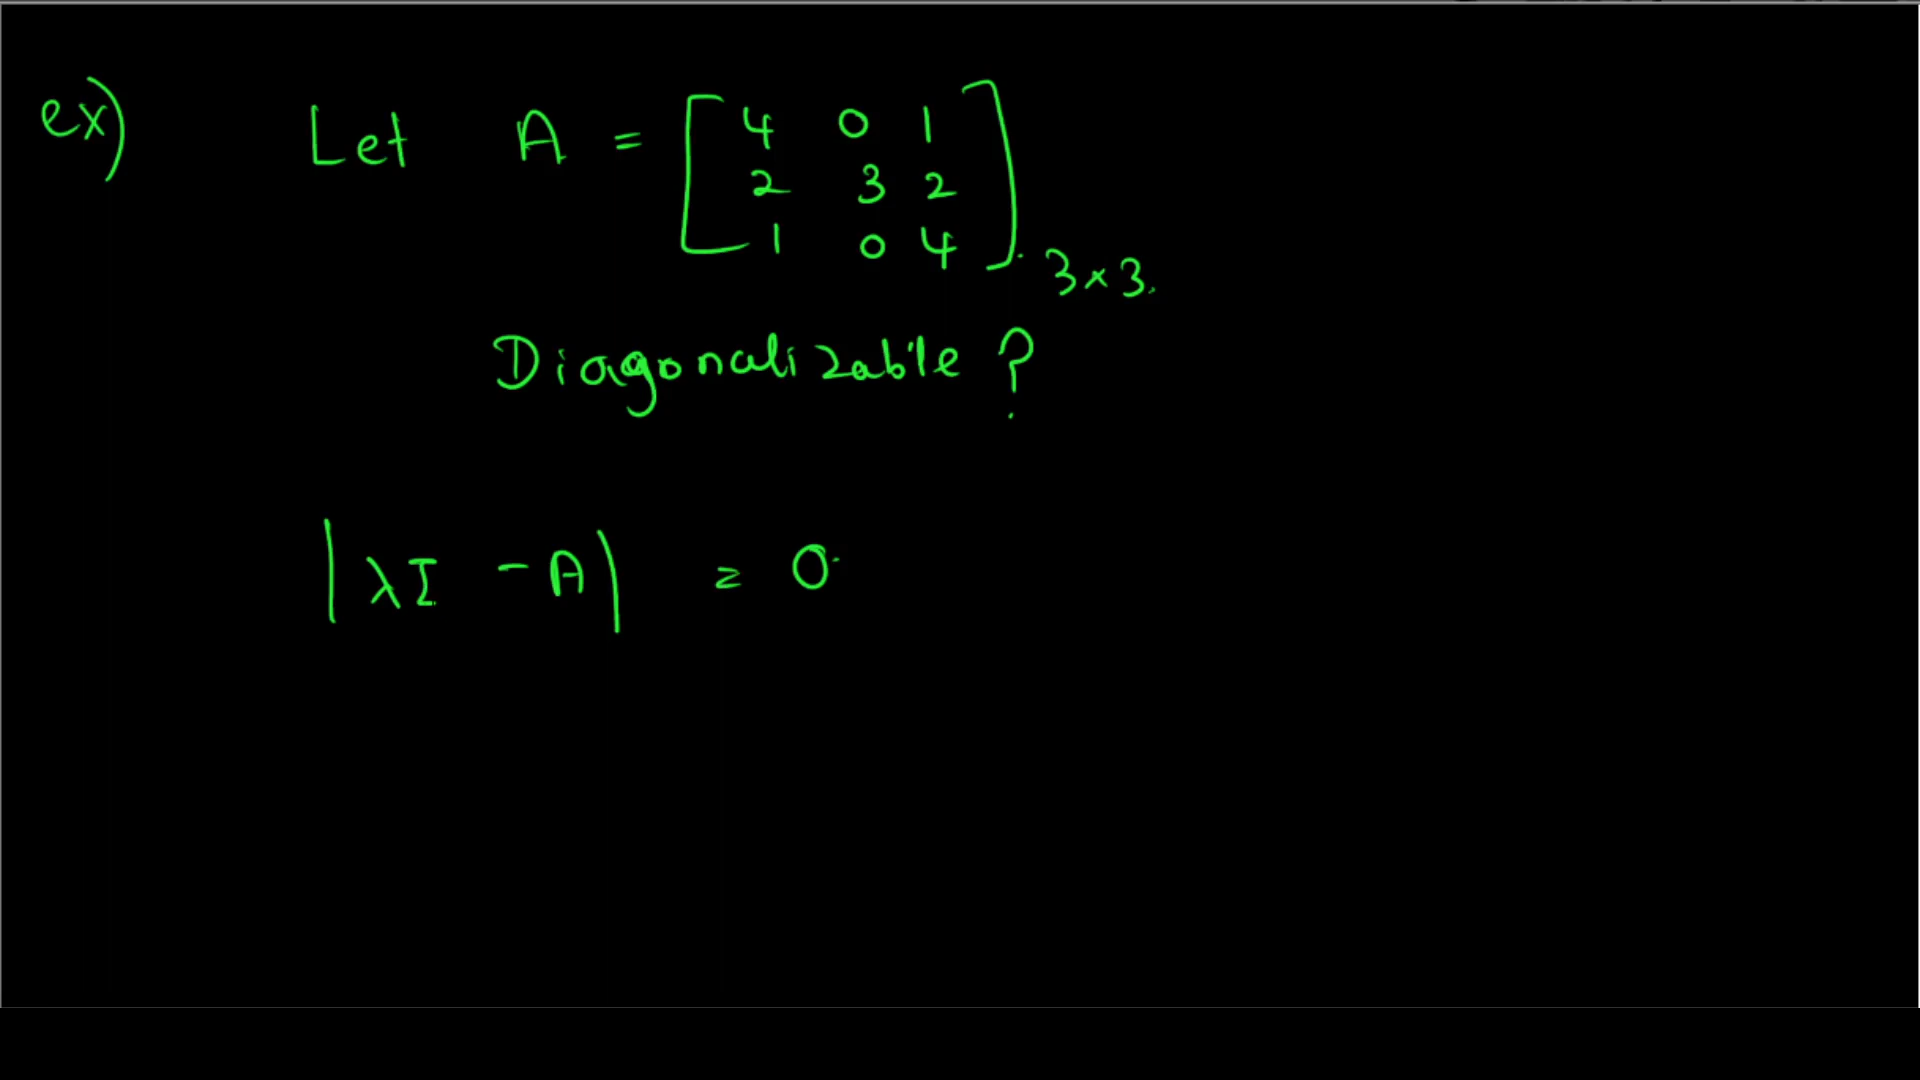 ex) Let A = [4 0 1
2 3 2
1 0 4] 3×3.
Diagonalizable ?
|λI - A| = 0